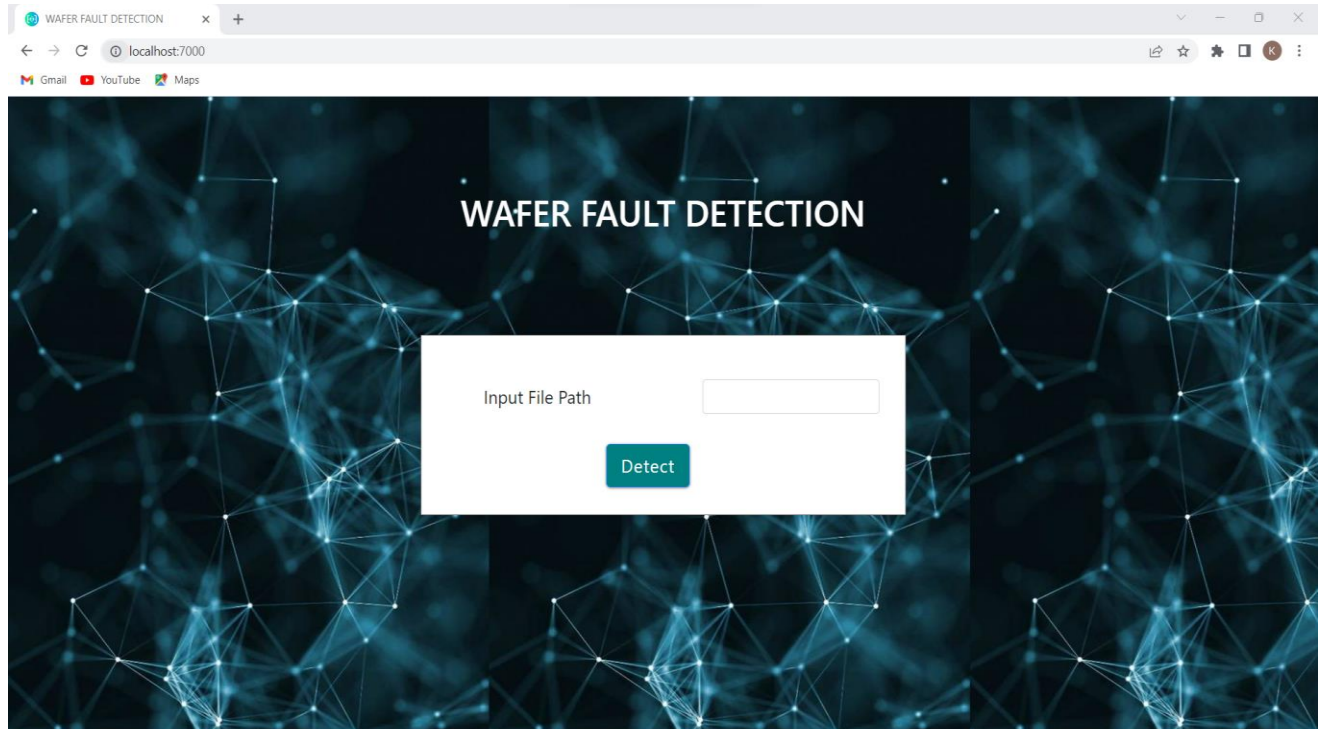 WAFER FAULT DETECTION
localhost:7000
K
Gmail YouTube Maps
WAFER FAULT DETECTION
Input File Path
Detect